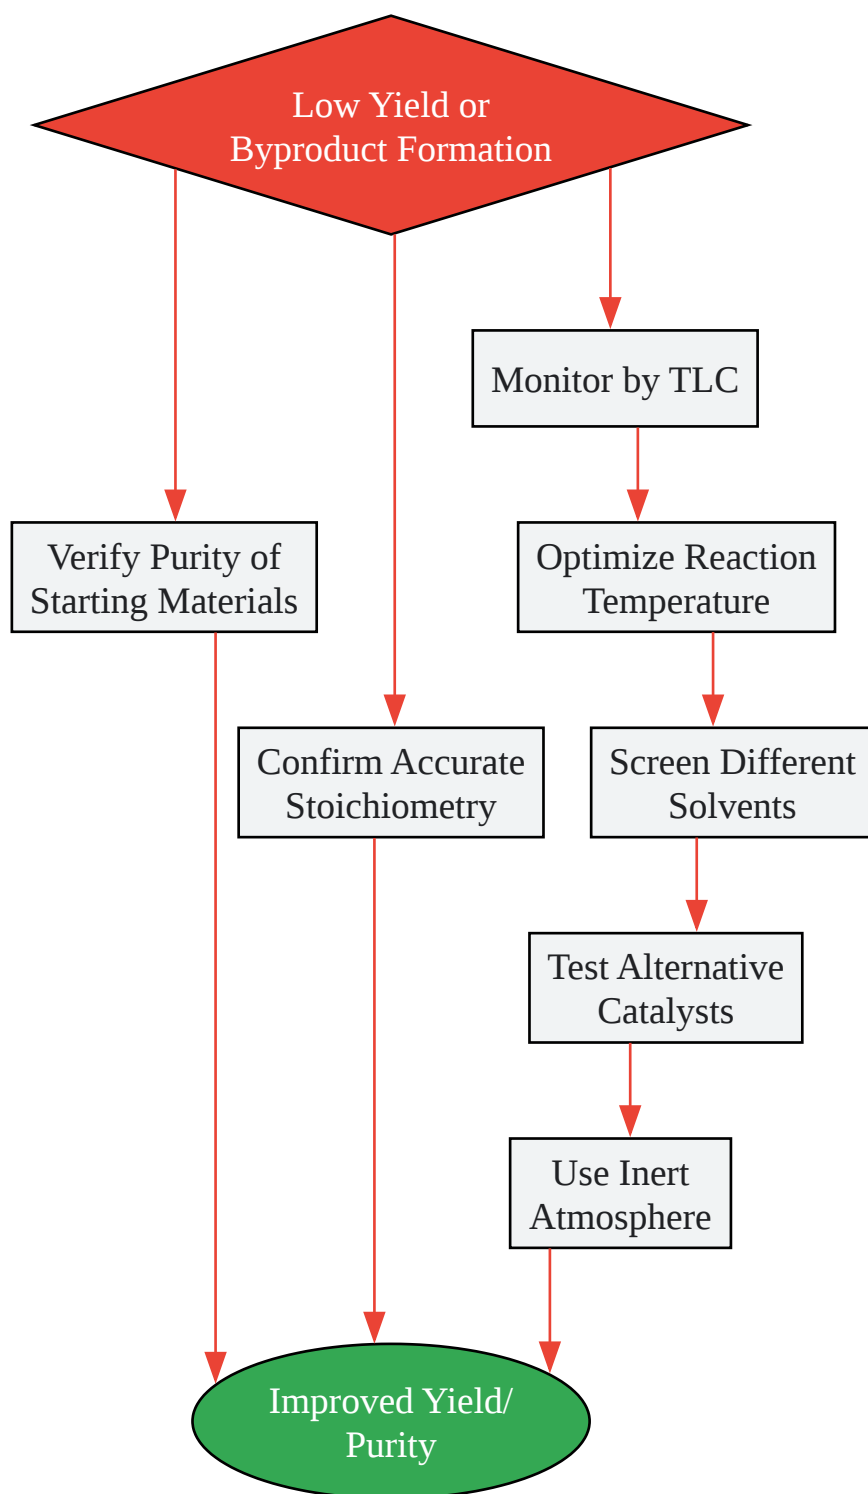 Low Yield or
Byproduct Formation
Monitor by TLC
Verify Purity of
Starting Materials
Optimize Reaction
Temperature
Confirm Accurate
Stoichiometry
Screen Different
Solvents
Test Alternative
Catalysts
Use Inert
Atmosphere
Improved Yield/
Purity